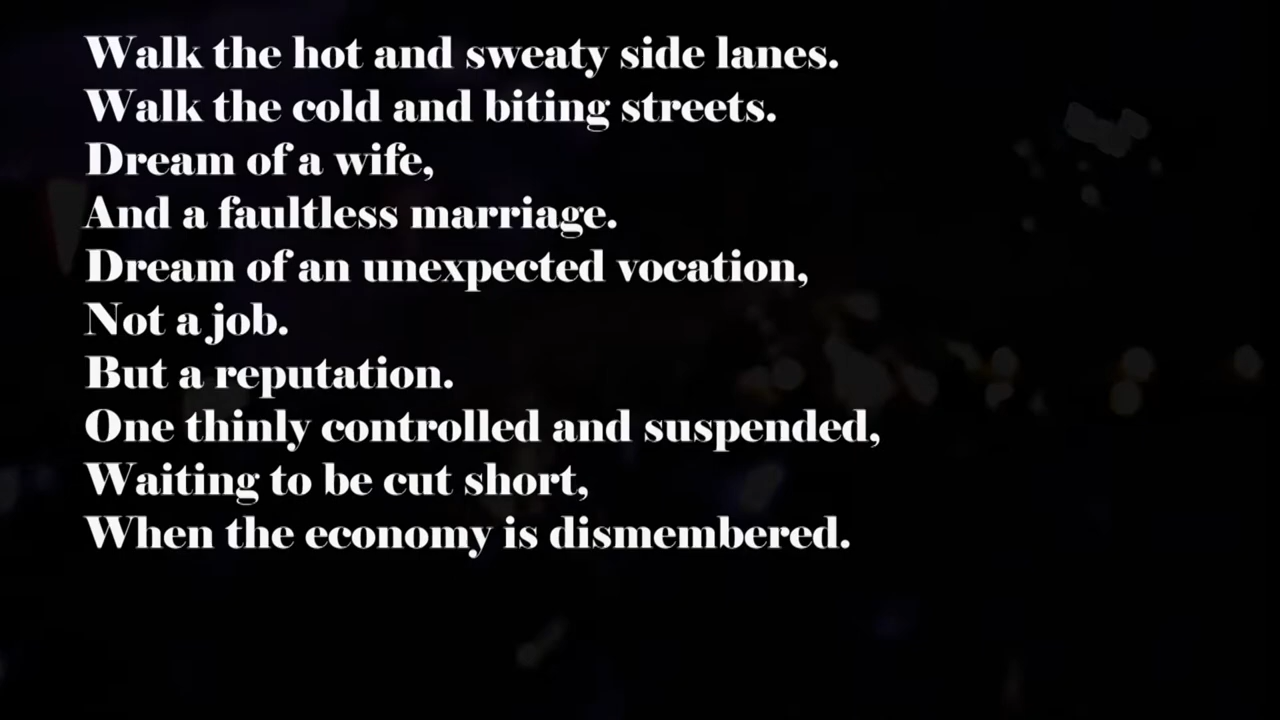 Walk the hot and sweaty side lanes.
Walk the cold and biting streets.
Dream of a wife,
And a faultless marriage.
Dream of an unexpected vocation,
Not a job.
But a reputation.
One thinly controlled and suspended,
Waiting to be cut short,
When the economy is dismembered.